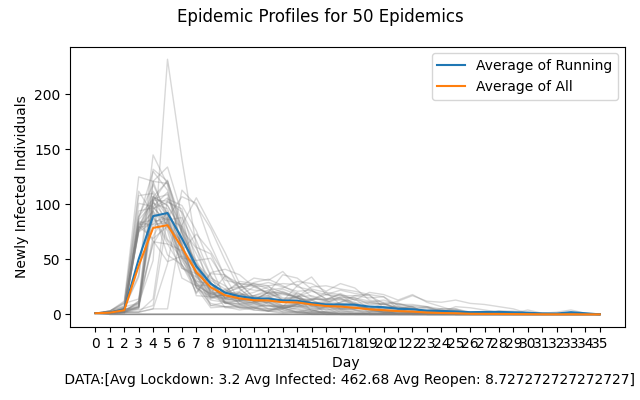 Epidemic Profiles for 50 Epidemics
Average of Running
Average of All
Newly Infected Individuals
200
150
100
50
0
0 1 2 3 4 5 6 7 8 9 10 11 12 13 14 15 16 17 18 19 20 21 22 23 24 25 26 27 28 29 30 31 32 33 34 35
Day
DATA:[Avg Lockdown: 3.2 Avg Infected: 462.68 Avg Reopen: 8.727272727272727]